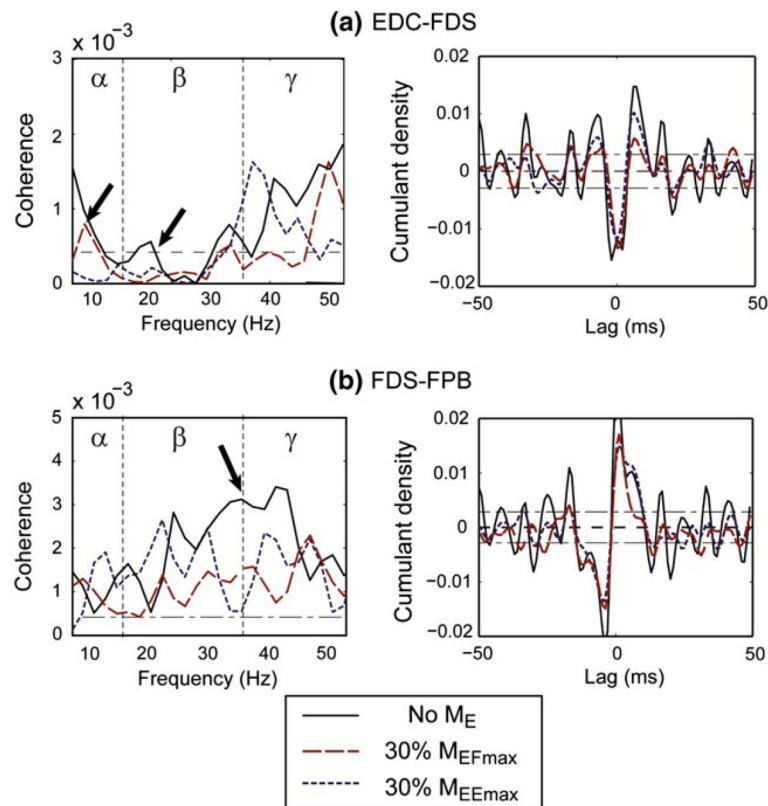 (a) EDC-FDS
x 10⁻³
3
2
1
0
α β γ
Coherence
10 20 30 40 50
Frequency (Hz)
0.02
0.01
0
−0.01
−0.02
Cumulant density
−50 0 50
Lag (ms)
(b) FDS-FPB
x 10⁻³
5
4
3
2
1
0
α β γ
Coherence
10 20 30 40 50
Frequency (Hz)
0.02
0.01
0
−0.01
−0.02
Cumulant density
−50 0 50
Lag (ms)
No M_E
30% M_EFmax
30% M_EEmax